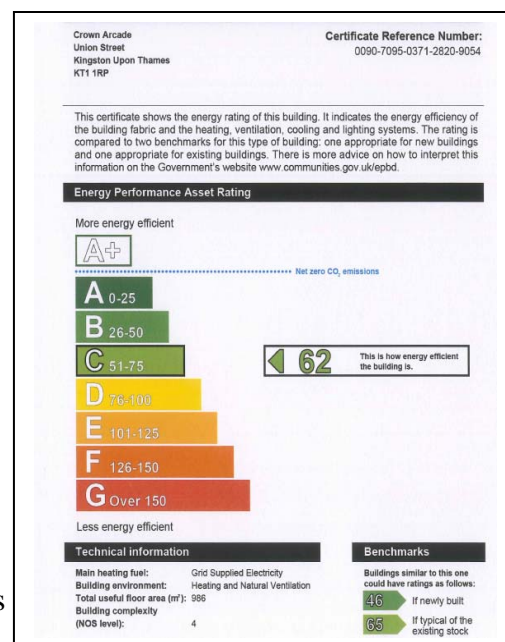 Crown Arcade
Union Street
Kingston Upon Thames
KT1 1RP
Certificate Reference Number:
0090-7095-0371-2820-9054
This certificate shows the energy rating of this building. It indicates the energy efficiency of
the building fabric and the heating, ventilation, cooling and lighting systems. The rating is
compared to two benchmarks for this type of building: one appropriate for new buildings
and one appropriate for existing buildings. There is more advice on how to interpret this
information on the Government's website www.communities.gov.uk/epbd.
Energy Performance Asset Rating
More energy efficient
A+
Net zero CO₂ emissions
A 0-25
B 26-50
C 51-75
62 This is how energy efficient
the building is.
D 76-100
E 101-125
F 126-150
G Over 150
Less energy efficient
Technical information
Main heating fuel: Grid Supplied Electricity
Building environment: Heating and Natural Ventilation
Total useful floor area (m²): 986
Building complexity
(NOS level): 4
Benchmarks
Buildings similar to this one
could have ratings as follows:
46 If newly built
65 If typical of the
existing stock
s